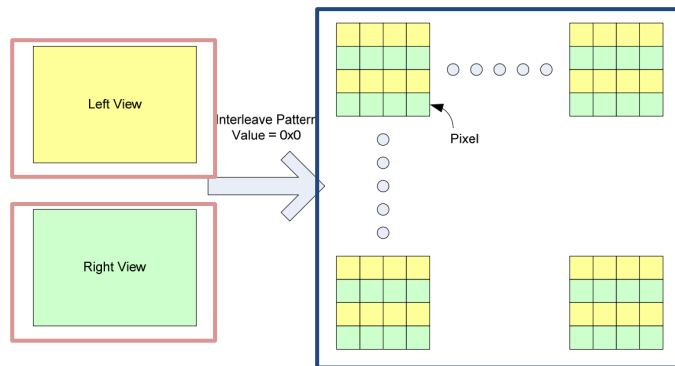 Left View
Interleave Pattern
Value = 0x0
Pixel
Right View